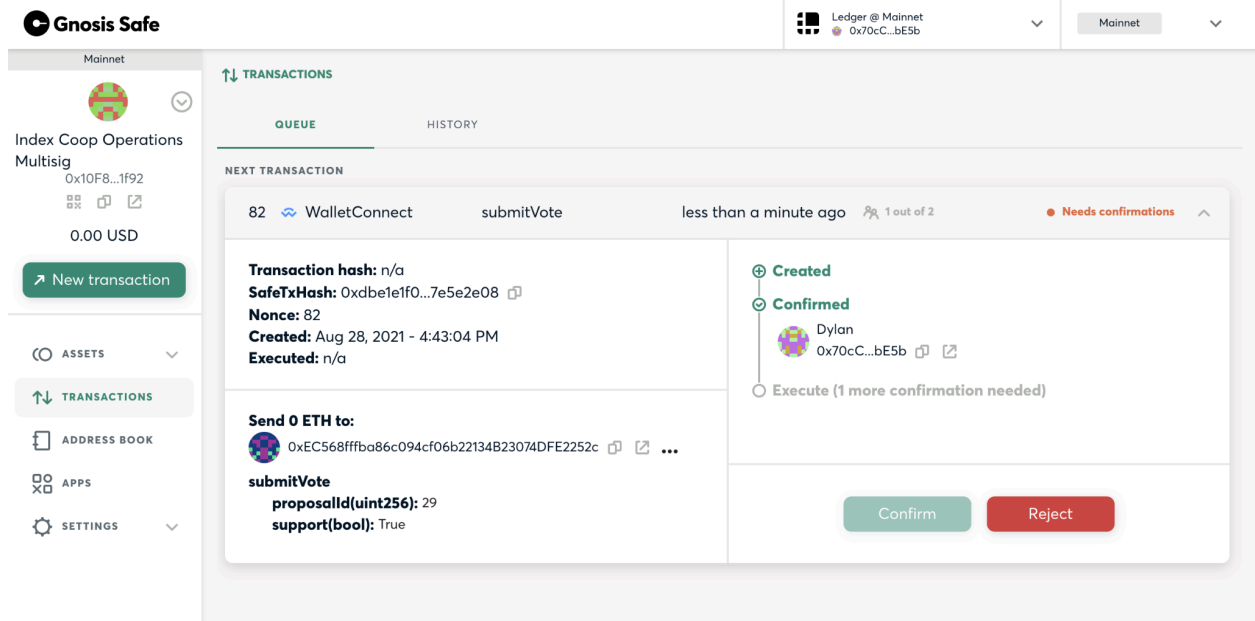 Gnosis Safe
Ledger @ Mainnet
0x70cC...bE5b
Mainnet
Mainnet
Index Coop Operations
Multisig
0x10F8...1f92
0.00 USD
New transaction
ASSETS
TRANSACTIONS
ADDRESS BOOK
APPS
SETTINGS
TRANSACTIONS
QUEUE
HISTORY
NEXT TRANSACTION
82 WalletConnect submitVote less than a minute ago 1 out of 2 Needs confirmations
Transaction hash: n/a
SafeTxHash: 0xdbe1e1f0...7e5e2e08
Nonce: 82
Created: Aug 28, 2021 - 4:43:04 PM
Executed: n/a
Send 0 ETH to:
0xEC568fffba86c094cf06b22134B23074DFE2252c
submitVote
proposalId(uint256): 29
support(bool): True
Created
Confirmed
Dylan
0x70cC...bE5b
Execute (1 more confirmation needed)
Confirm
Reject